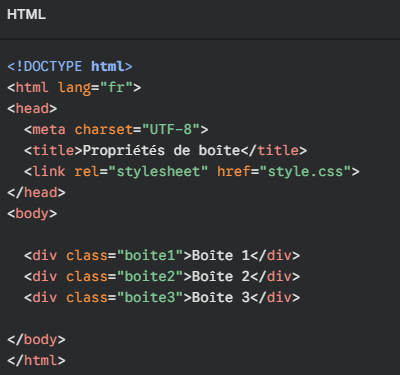 HTML
<!DOCTYPE html>
<html lang="fr">
<head>
  <meta charset="UTF-8">
  <title>Propriétés de boîte</title>
  <link rel="stylesheet" href="style.css">
</head>
<body>
  <div class="boite1">Boîte 1</div>
  <div class="boite2">Boîte 2</div>
  <div class="boite3">Boîte 3</div>
</body>
</html>